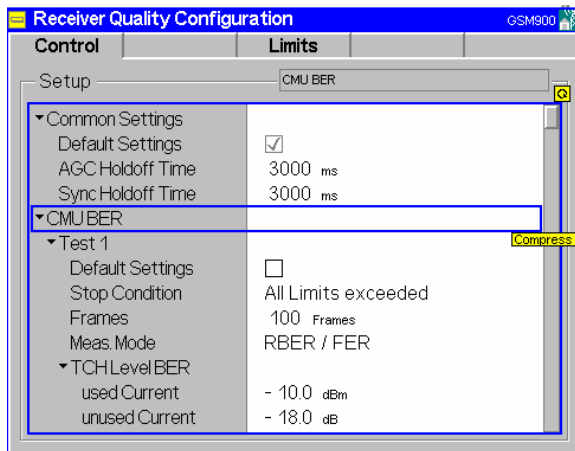 Receiver Quality Configuration GSM900
Control Limits
Setup CMU BER
Common Settings
Default Settings
AGC Holdoff Time 3000 ms
Sync Holdoff Time 3000 ms
CMU BER
Compress
Test 1
Default Settings
Stop Condition All Limits exceeded
Frames 100 Frames
Meas. Mode RBER / FER
TCH Level BER
used Current - 10.0 dBm
unused Current - 18.0 dB